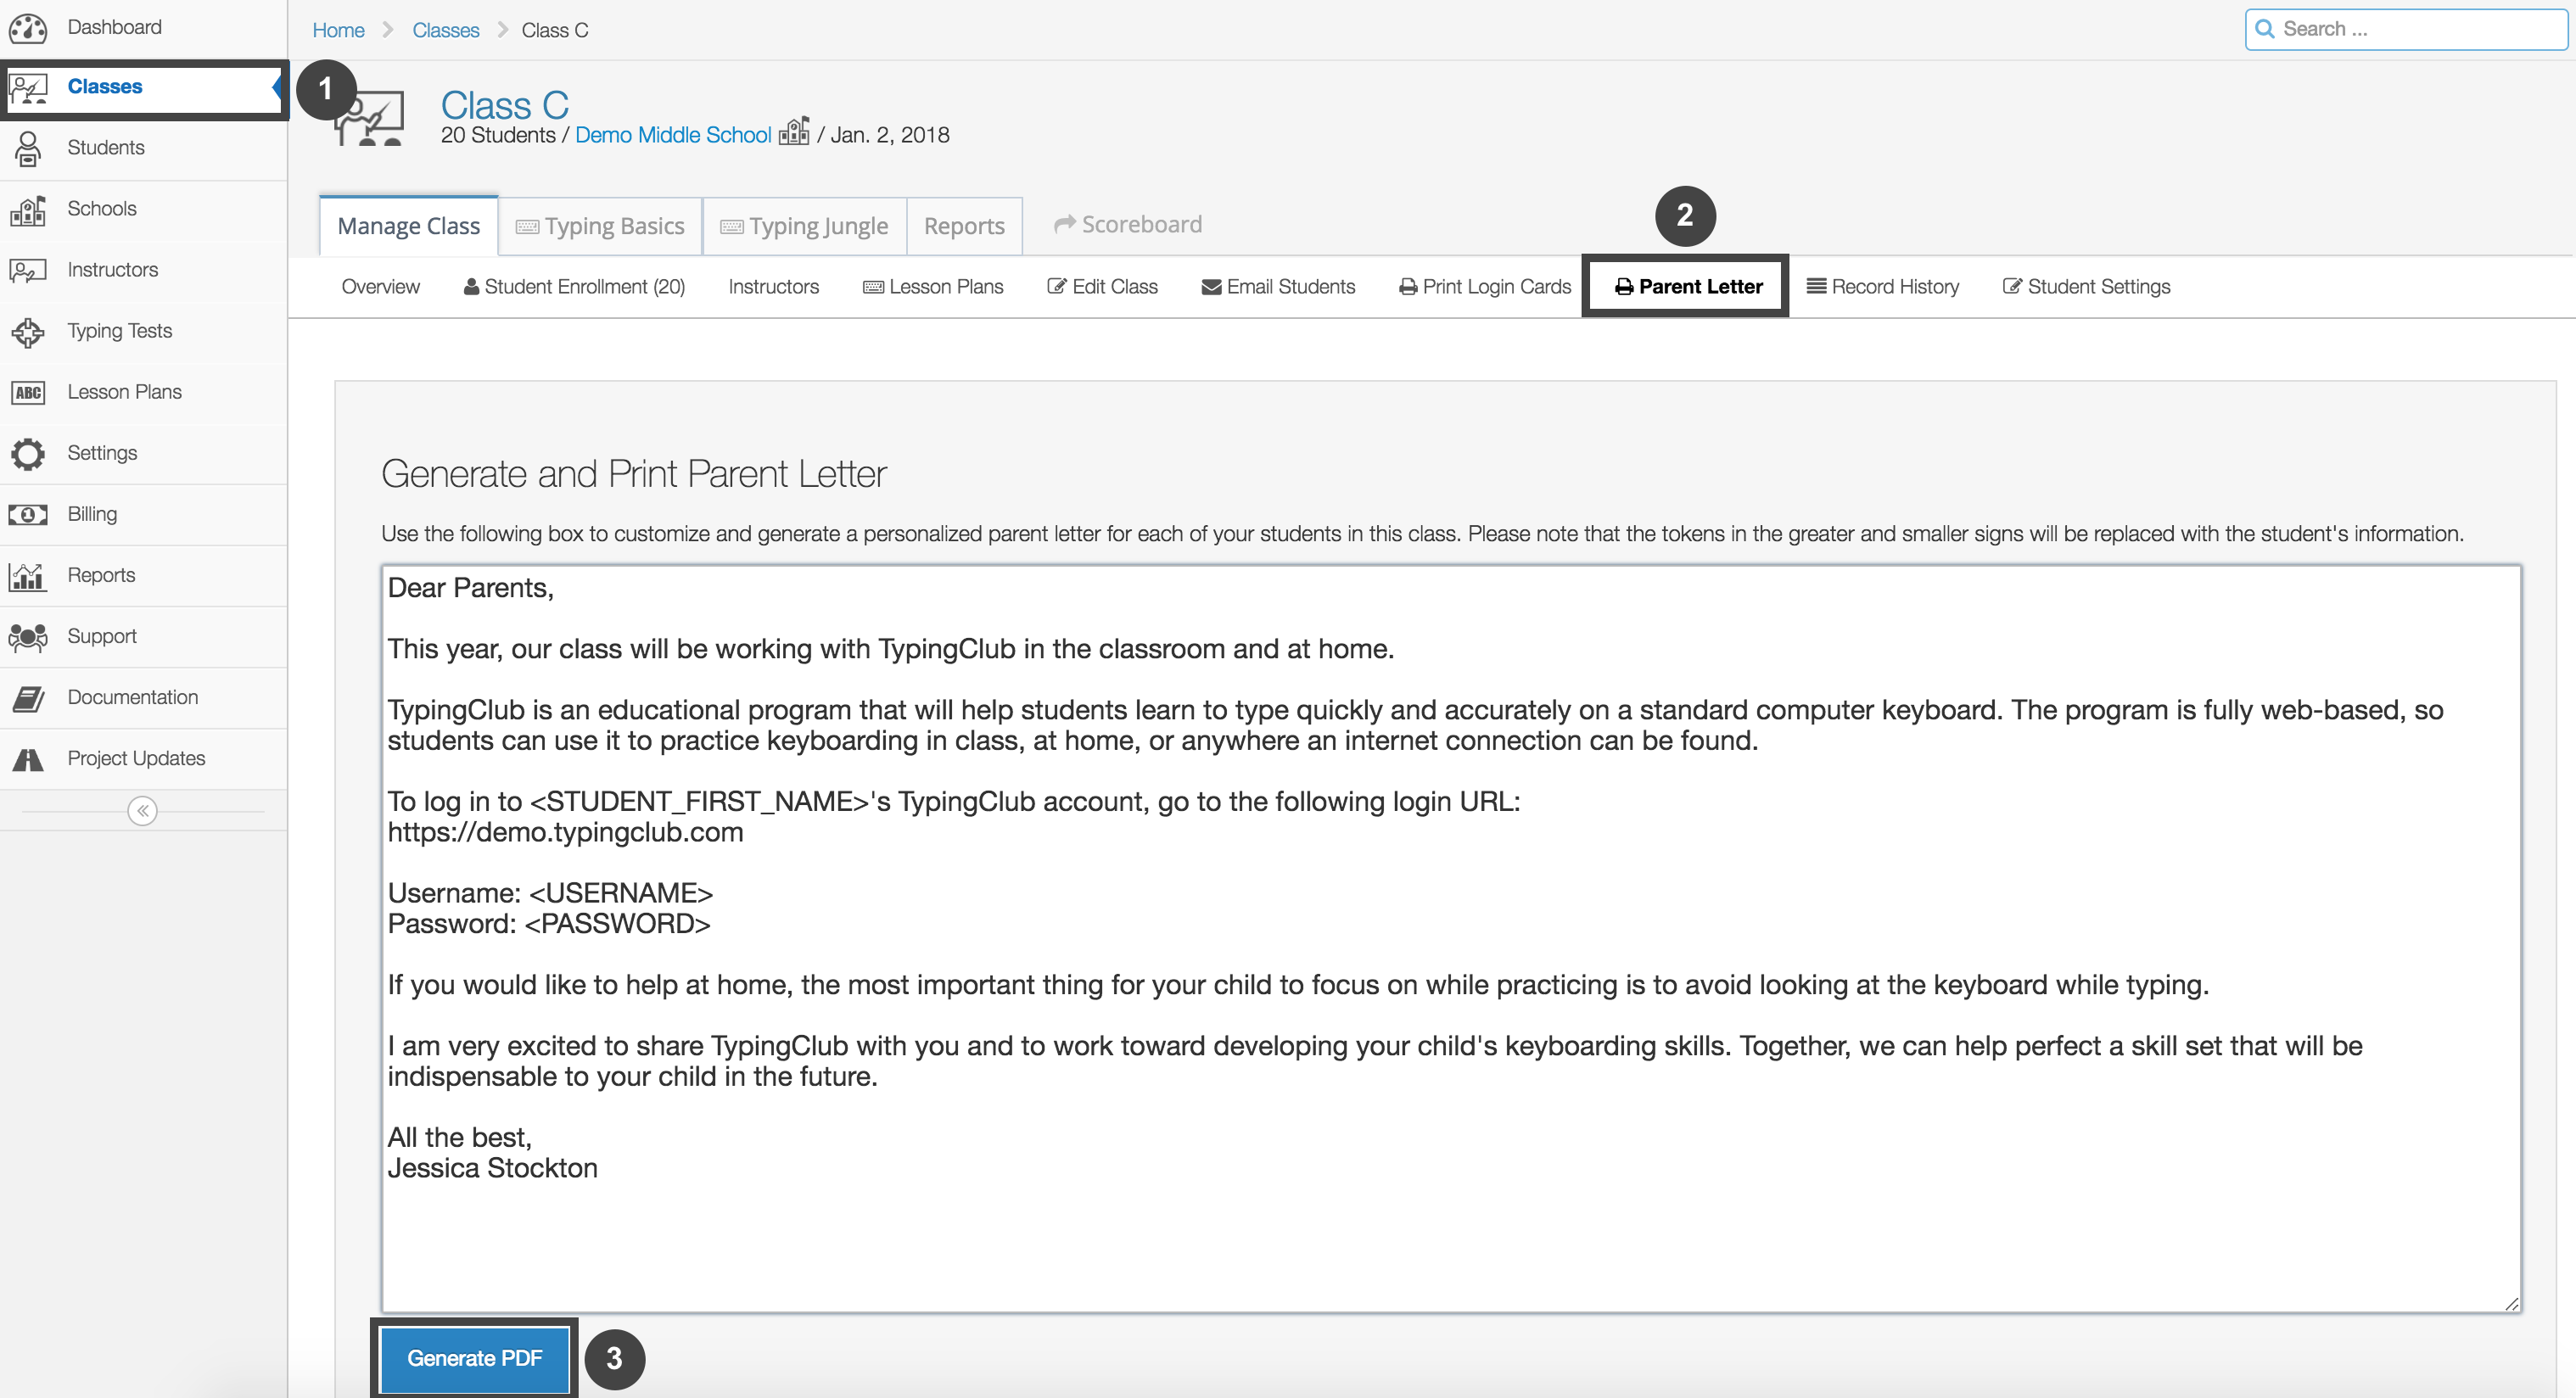 Dashboard
Classes
Students
Schools
Instructors
Typing Tests
ABC Lesson Plans
Settings
Billing
Reports
Support
Documentation
Project Updates
«
Home > Classes > Class C
Search ...
1
Class C
20 Students / Demo Middle School / Jan. 2, 2018
Manage Class Typing Basics Typing Jungle Reports Scoreboard
2
Overview Student Enrollment (20) Instructors Lesson Plans Edit Class Email Students Print Login Cards Parent Letter Record History Student Settings
Generate and Print Parent Letter
Use the following box to customize and generate a personalized parent letter for each of your students in this class. Please note that the tokens in the greater and smaller signs will be replaced with the student's information.
Dear Parents,
This year, our class will be working with TypingClub in the classroom and at home.
TypingClub is an educational program that will help students learn to type quickly and accurately on a standard computer keyboard. The program is fully web-based, so
students can use it to practice keyboarding in class, at home, or anywhere an internet connection can be found.
To log in to <STUDENT_FIRST_NAME>'s TypingClub account, go to the following login URL:
https://demo.typingclub.com
Username: <USERNAME>
Password: <PASSWORD>
If you would like to help at home, the most important thing for your child to focus on while practicing is to avoid looking at the keyboard while typing.
I am very excited to share TypingClub with you and to work toward developing your child's keyboarding skills. Together, we can help perfect a skill set that will be
indispensable to your child in the future.
All the best,
Jessica Stockton
Generate PDF
3